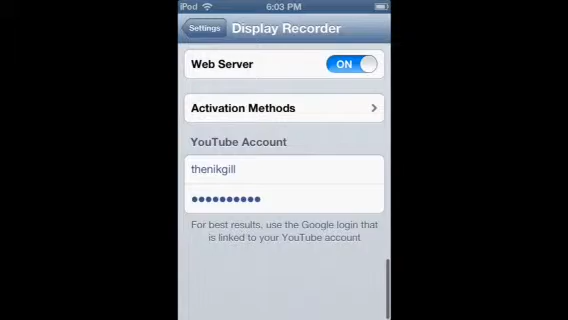 iPod 6:03 PM
Settings Display Recorder
Web Server ON
Activation Methods
YouTube Account
thenikgill
●●●●●●●●●●
For best results, use the Google login that
is linked to your YouTube account